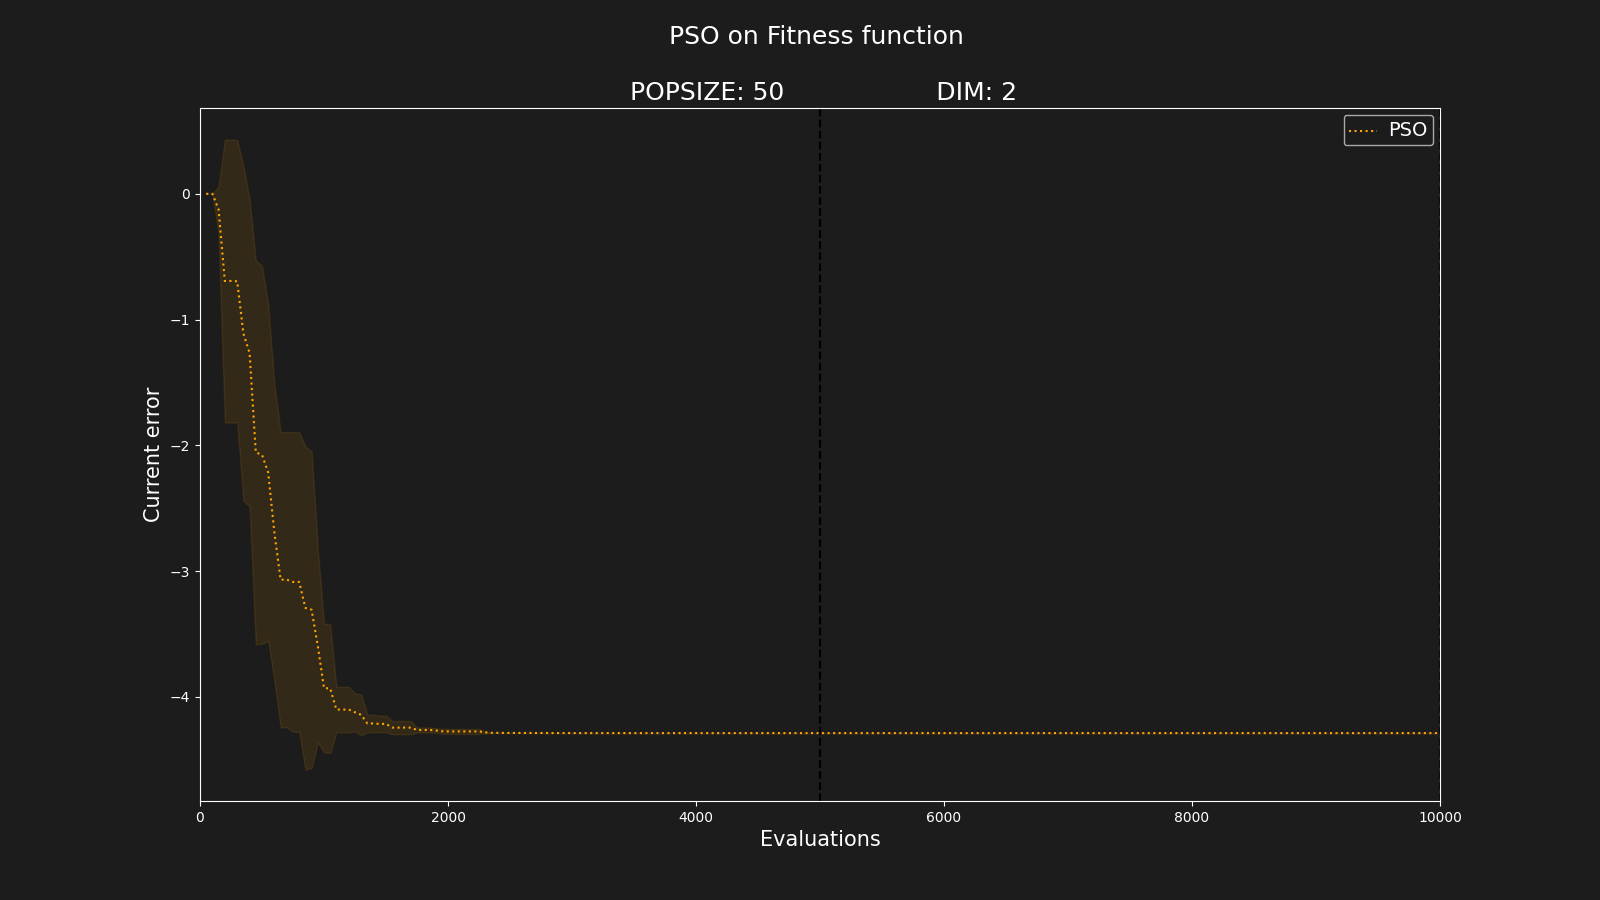 PSO on Fitness function
POPSIZE: 50 DIM: 2
PSO
0
−1
−2
−3
−4
Current error
0 2000 4000 6000 8000 10000
Evaluations